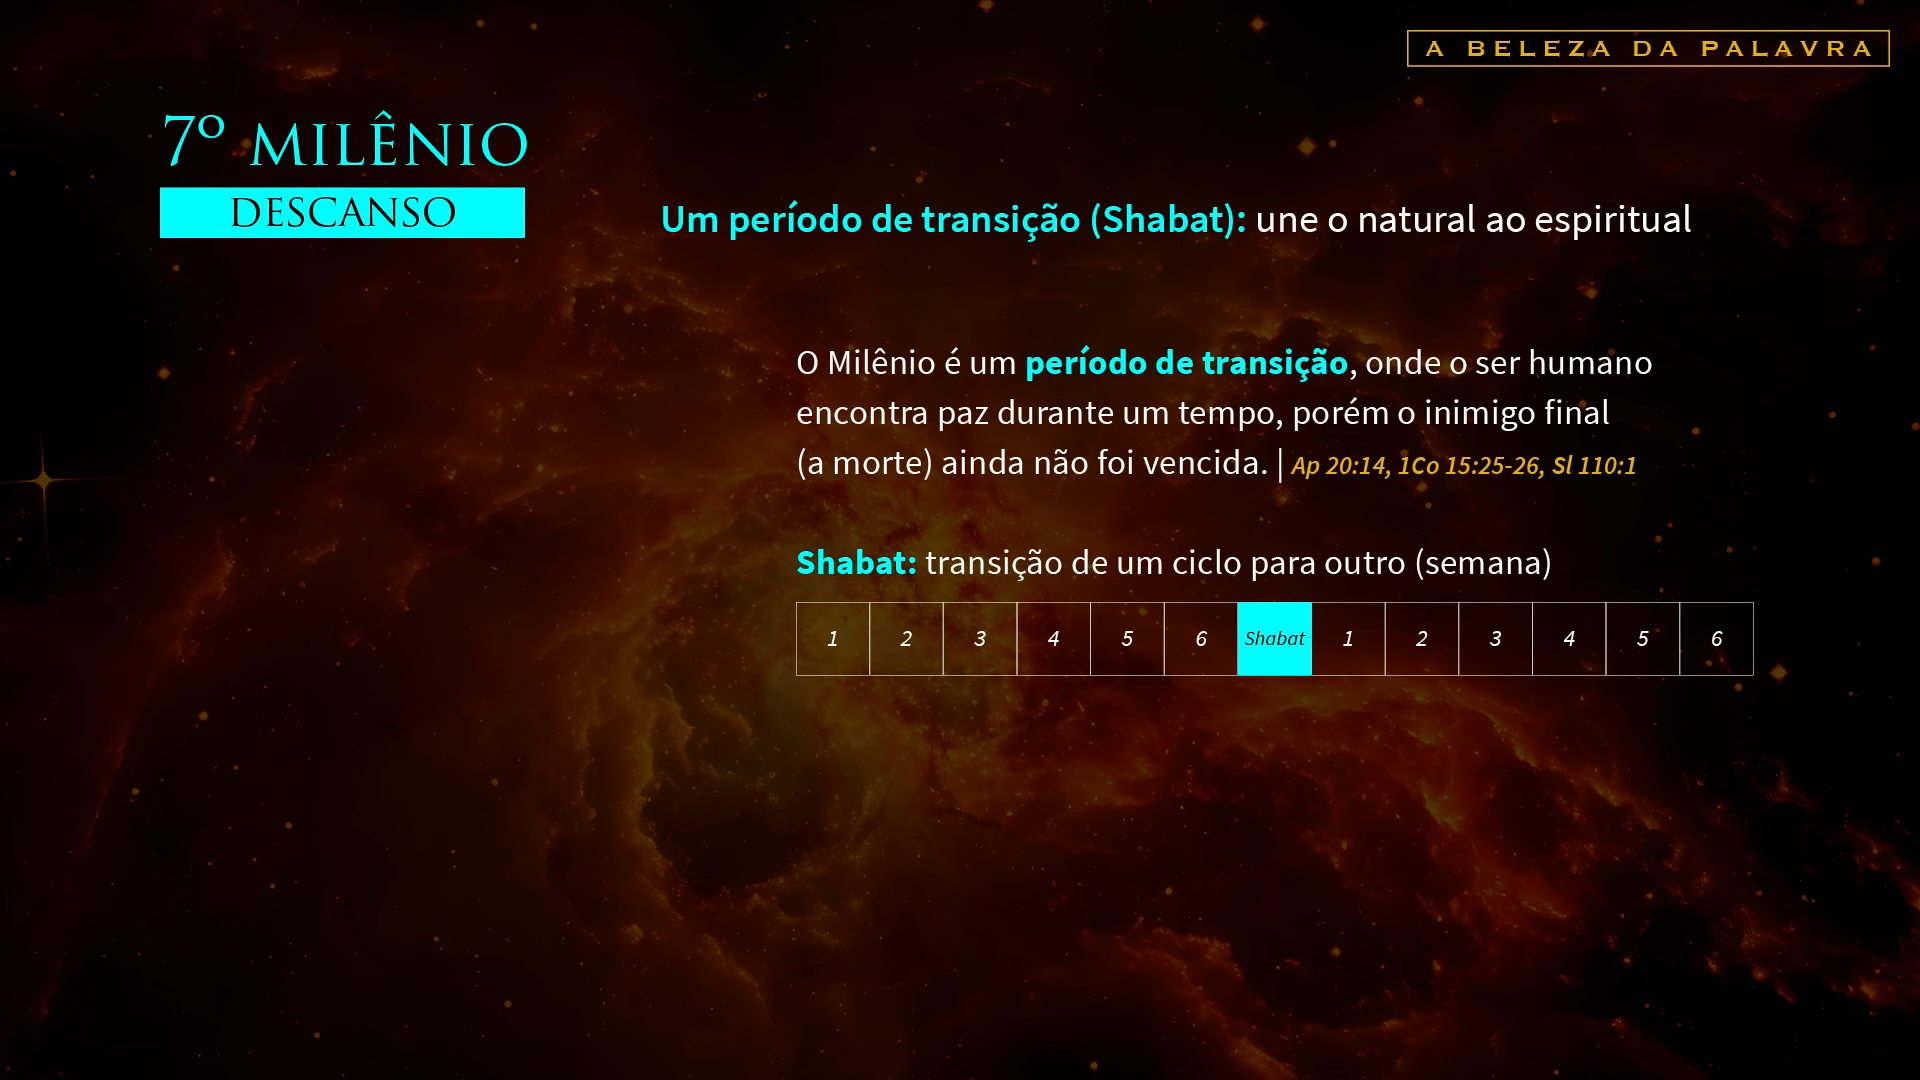 A BELEZA DA PALAVRA
7º MILÊNIO
DESCANSO
Um período de transição (Shabat): une o natural ao espiritual
O Milênio é um período de transição, onde o ser humano
encontra paz durante um tempo, porém o inimigo final
(a morte) ainda não foi vencida. | Ap 20:14, 1Co 15:25-26, Sl 110:1
Shabat: transição de um ciclo para outro (semana)
1 2 3 4 5 6 Shabat 1 2 3 4 5 6